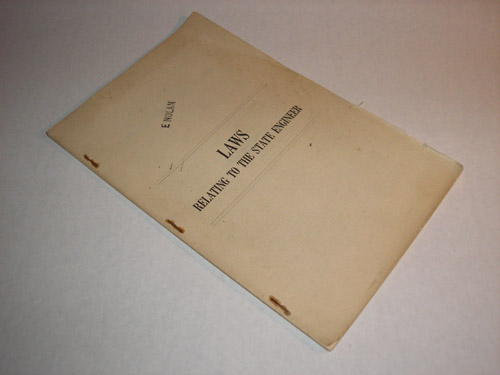 E NOLAN
LAWS
RELATING TO THE STATE ENGINEER